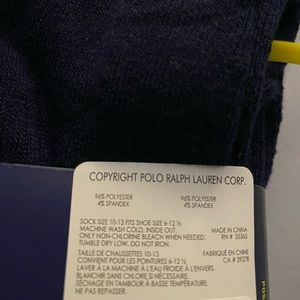 COPYRIGHT POLO RALPH LAUREN CORP.
96% POLYESTER 96% POLYESTER
4% SPANDEX 4% SPANDEX
SOCK SIZE 10-13 FITS SHOE SIZE 6-12 ½
MACHINE WASH COLD. INSIDE OUT. MADE IN CHINA
ONLY NON-CHLORINE BLEACH WHEN NEEDED. RN # 55365
TUMBLE DRY LOW. DO NOT IRON.
TAILLE DE CHAUSSETTES 10-13 FABRIQUÉ EN CHINE
CONVIENT POUR LES POINTURES 6-12 ½ CA # 29278
LAVER À LA MACHINE À L'EAU FROIDE À L'ENVERS.
BLANCHIR SANS CHLORE SI NÉCESSAIRE.
SÉCHAGE EN TAMBOUR À BASSE TEMPÉRATURE.
NE PAS REPASSER.